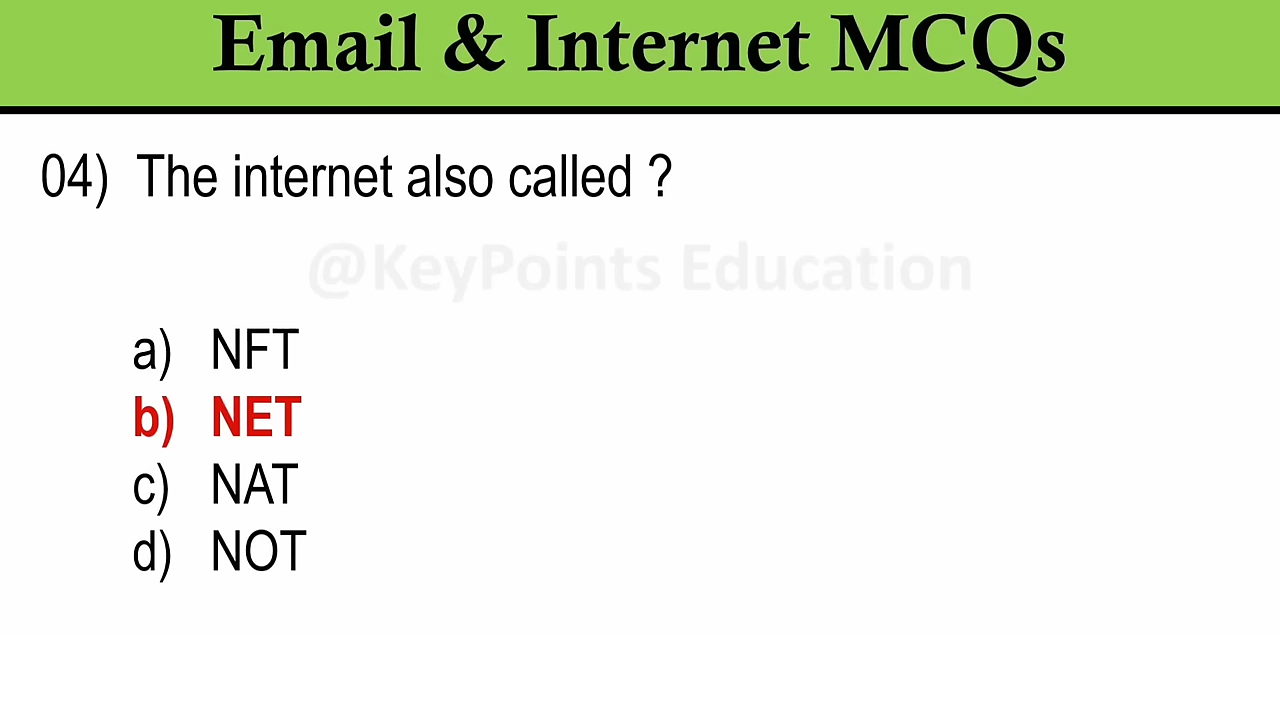 Email & Internet MCQs
04) The internet also called ?
@KeyPoints Education
a) NFT
b) NET
c) NAT
d) NOT